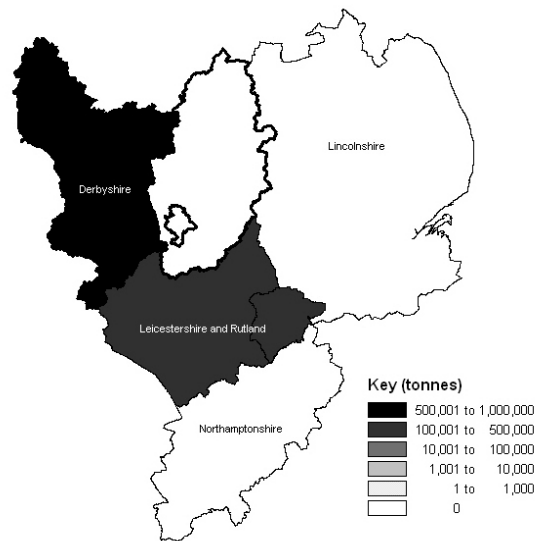 Lincolnshire
Derbyshire
Leicestershire and Rutland
Northamptonshire
Key (tonnes)
500,001 to 1,000,000
100,001 to 500,000
10,001 to 100,000
1,001 to 10,000
1 to 1,000
0